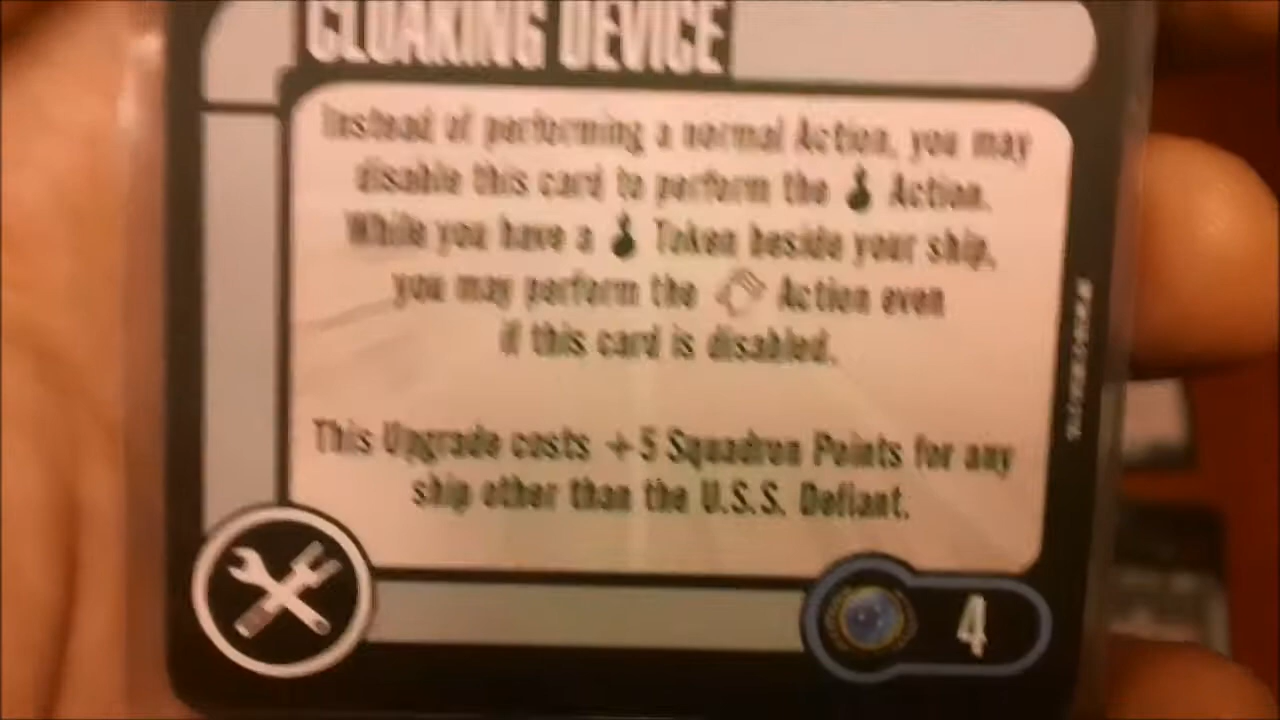 CLOAKING DEVICE
Instead of performing a normal Action, you may
disable this card to perform the Action.
While you have a Token beside your ship,
you may perform the Action even
if this card is disabled.
This Upgrade costs +5 Squadron Points for any
ship other than the U.S.S. Defiant.
4